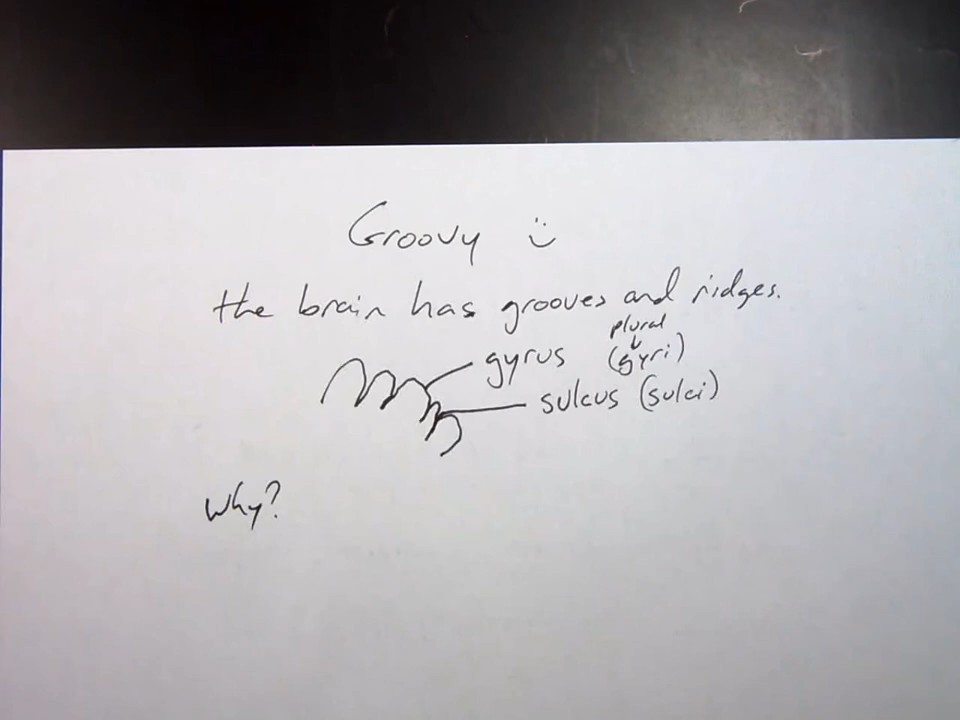 Groovy :)
the brain has grooves and ridges.
plural
gyrus (gyri)
sulcus (sulci)
Why?